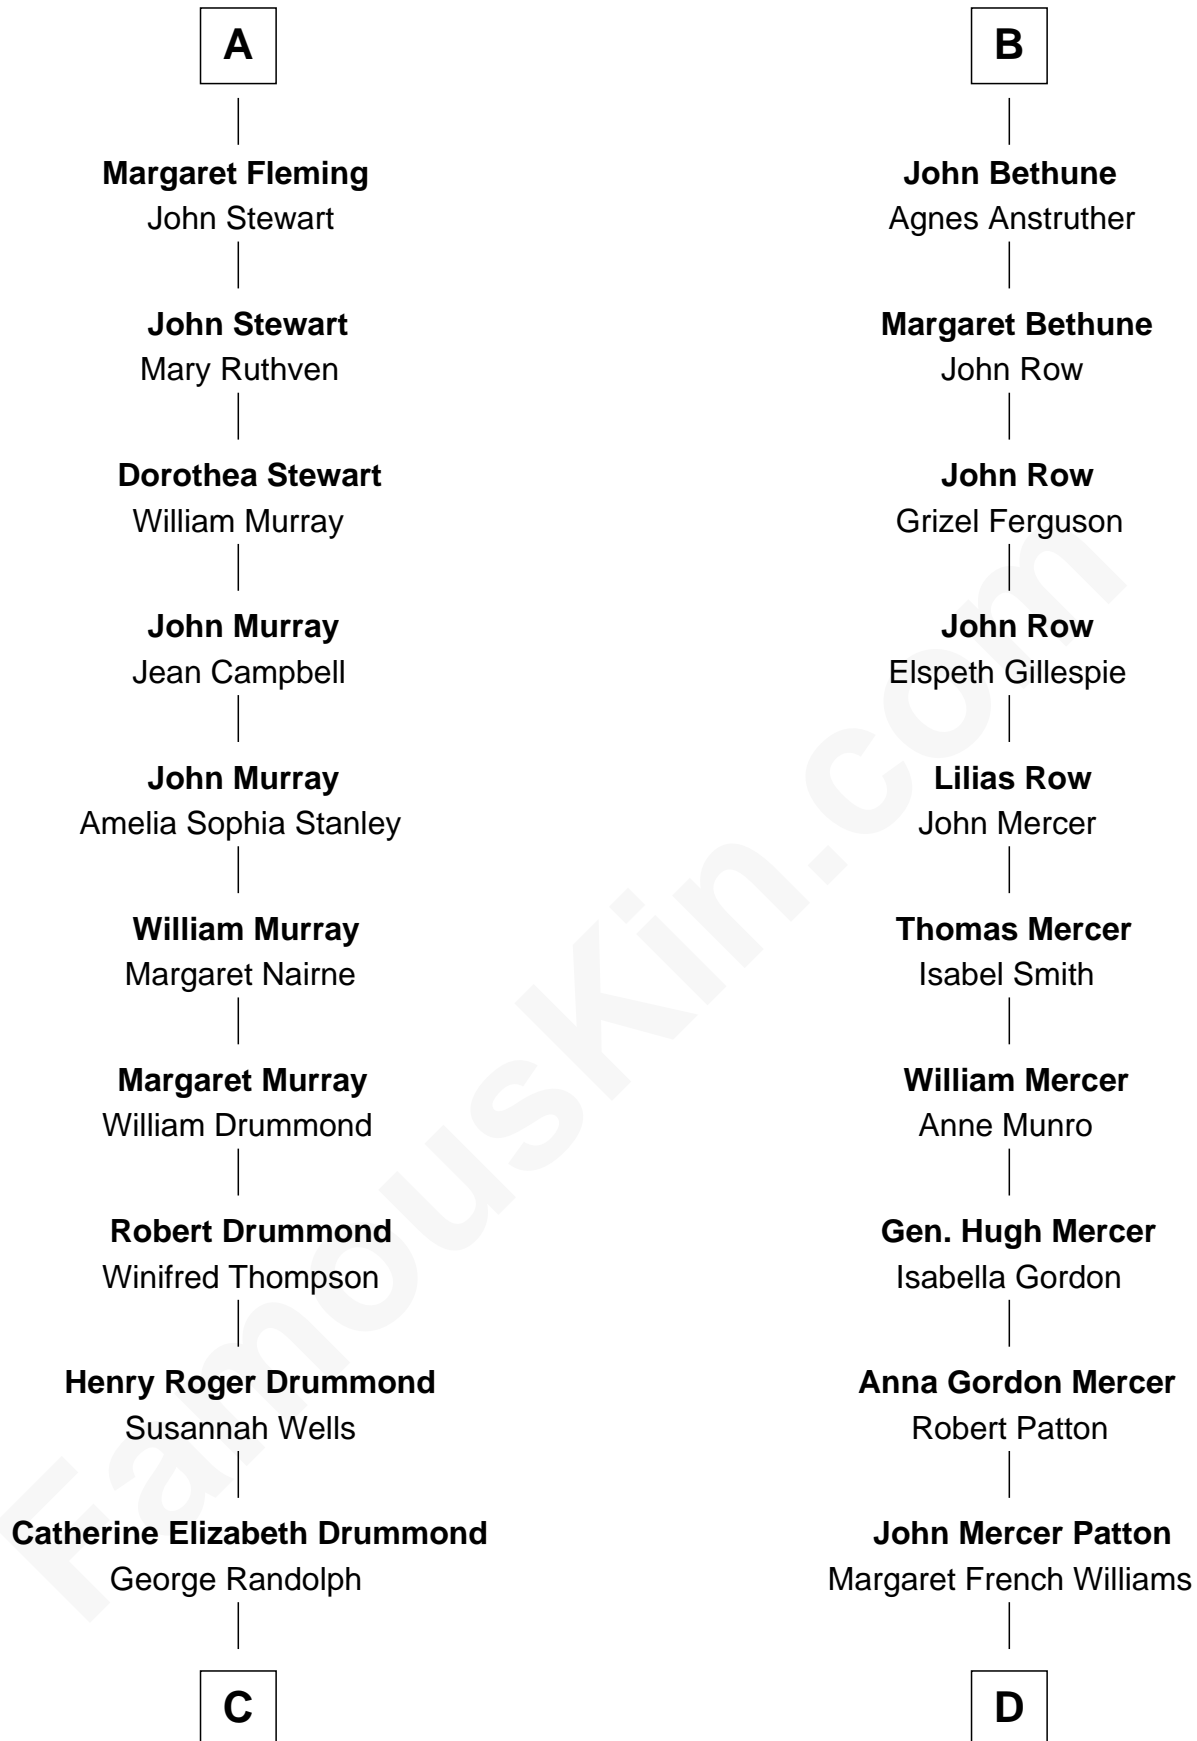 A
Margaret Fleming
John Stewart
John Stewart
Mary Ruthven
Dorothea Stewart
William Murray
John Murray
Jean Campbell
John Murray
Amelia Sophia Stanley
William Murray
Margaret Nairne
Margaret Murray
William Drummond
Robert Drummond
Winifred Thompson
Henry Roger Drummond
Susannah Wells
Catherine Elizabeth Drummond
George Randolph
C
B
John Bethune
Agnes Anstruther
Margaret Bethune
John Row
John Row
Grizel Ferguson
John Row
Elspeth Gillespie
Lilias Row
John Mercer
Thomas Mercer
Isabel Smith
William Mercer
Anne Munro
Gen. Hugh Mercer
Isabella Gordon
Anna Gordon Mercer
Robert Patton
John Mercer Patton
Margaret French Williams
D
FamousKin.com